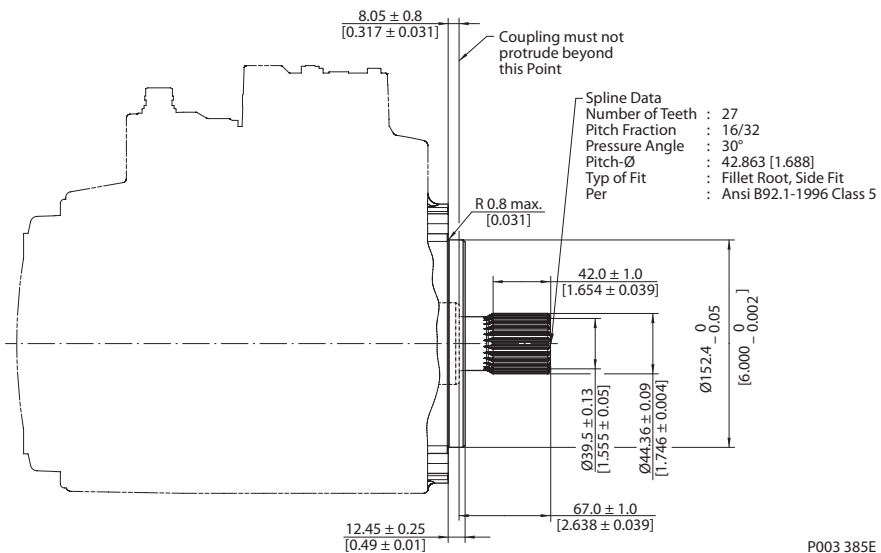 8.05 ± 0.8
[0.317 ± 0.031]
Coupling must not
protrude beyond
this Point
Spline Data
Number of Teeth : 27
Pitch Fraction : 16/32
Pressure Angle : 30°
Pitch-Ø : 42.863 [1.688]
Typ of Fit : Fillet Root, Side Fit
Per : Ansi B92.1-1996 Class 5
R 0.8 max.
[0.031]
42.0 ± 1.0
[1.654 ± 0.039]
Ø152.4 0 - 0.05
[6.000 0 - 0.002]
Ø39.5 ± 0.13
[1.555 ± 0.05]
Ø44.36 ± 0.09
[1.746 ± 0.004]
67.0 ± 1.0
[2.638 ± 0.039]
12.45 ± 0.25
[0.49 ± 0.01]
P003 385E